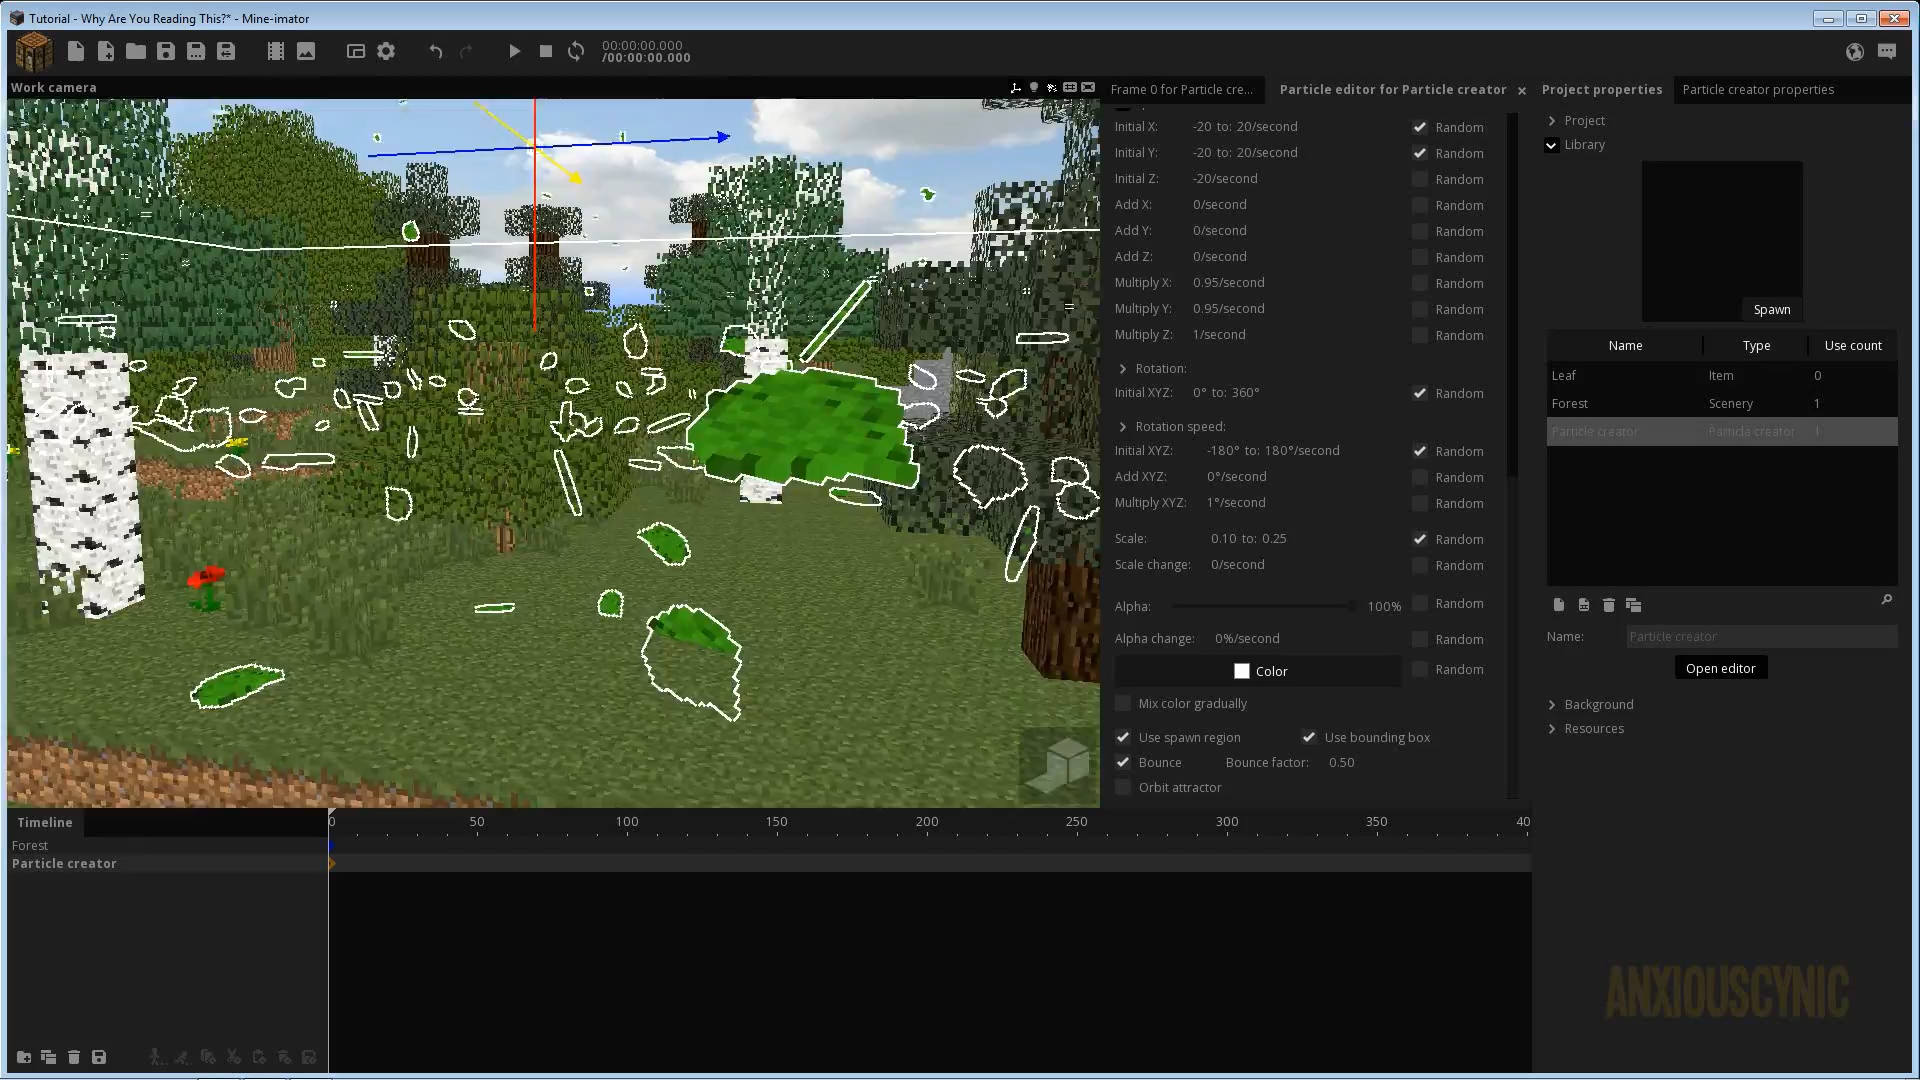 Tutorial - Why Are You Reading This?* - Mine-imator
00:00:00.000
/00:00:00.000
Work camera
Frame 0 for Particle cre...
Particle editor for Particle creator
Project properties
Particle creator properties
Initial X: -20 to: 20/second Random
Initial Y: -20 to: 20/second Random
Initial Z: -20/second Random
Add X: 0/second Random
Add Y: 0/second Random
Add Z: 0/second Random
Multiply X: 0.95/second Random
Multiply Y: 0.95/second Random
Multiply Z: 1/second Random
Rotation:
Initial XYZ: 0° to: 360° Random
Rotation speed:
Initial XYZ: -180° to: 180°/second Random
Add XYZ: 0°/second Random
Multiply XYZ: 1°/second Random
Scale: 0.10 to: 0.25 Random
Scale change: 0/second Random
Alpha: 100% Random
Alpha change: 0%/second Random
Color Random
Mix color gradually
Use spawn region Use bounding box
Bounce Bounce factor: 0.50
Orbit attractor
Project
Library
Spawn
Name Type Use count
Leaf Item 0
Forest Scenery 1
Particle creator Particle creator 1
Name: Particle creator
Open editor
Background
Resources
Timeline
0 50 100 150 200 250 300 350 40
Forest
Particle creator
ANXIOUSCYNIC